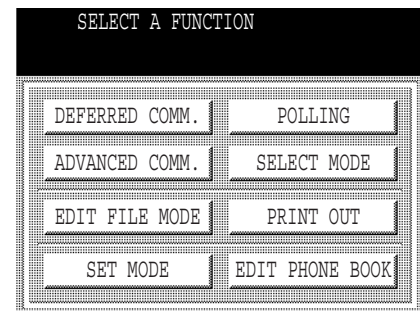 SELECT A FUNCTION
DEFERRED COMM. POLLING
ADVANCED COMM. SELECT MODE
EDIT FILE MODE PRINT OUT
SET MODE EDIT PHONE BOOK